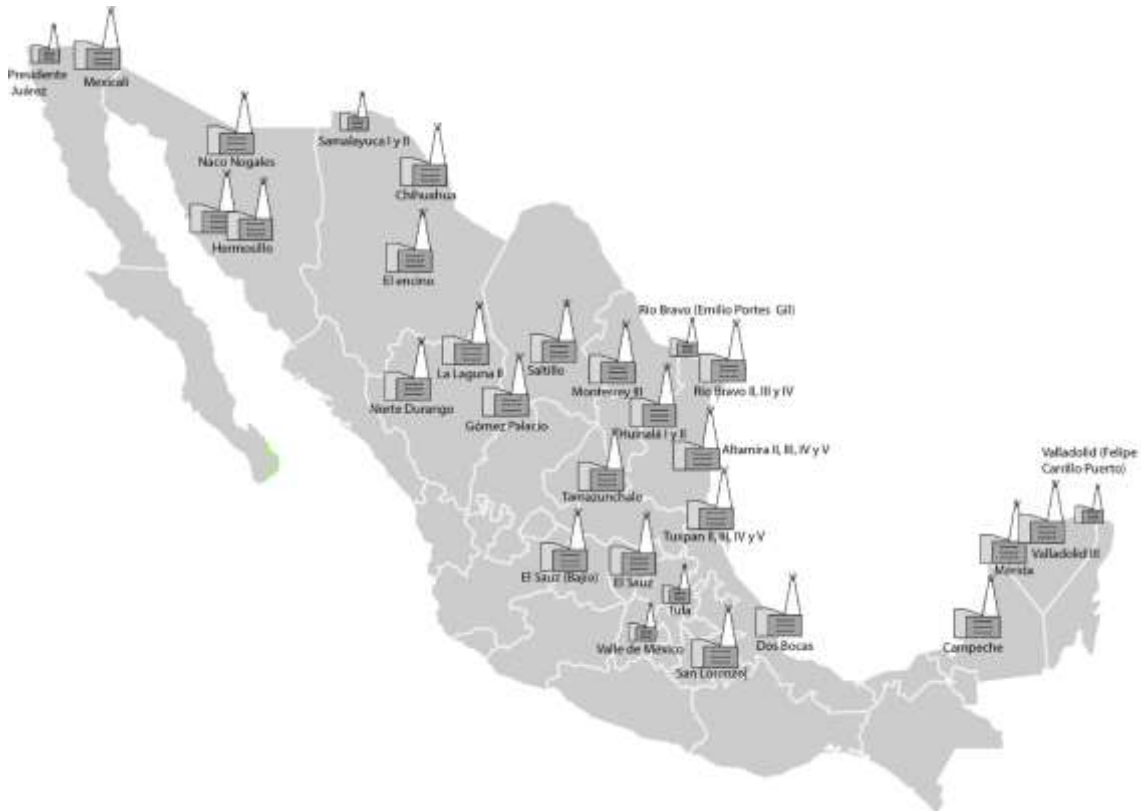 Presidente
Juárez
Mexicali
Naco Nogales
Samalayuca I y II
Chihuahua
Hermosillo
El encino
Río Bravo (Emilio Portes Gil)
La Laguna II
Saltillo
Monterrey III
Río Bravo II, III y IV
Norte Durango
Gómez Palacio
Huinalá I y II
Altamira II, III, IV y V
Valladolid (Felipe
Carrillo Puerto)
Tamazunchale
Tuxpan II, III, IV y V
Valladolid III
Mérida
El Sauz (Bajío)
El Sauz
Tula
Valle de México
Dos Bocas
Campeche
San Lorenzo